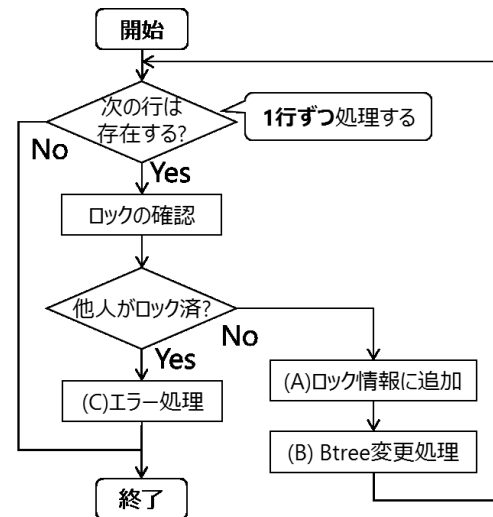 開始
次の行は
存在する?
1行ずつ処理する
No
Yes
ロックの確認
他人がロック済?
No
Yes
(A)ロック情報に追加
(C)エラー処理
(B) Btree変更処理
終了